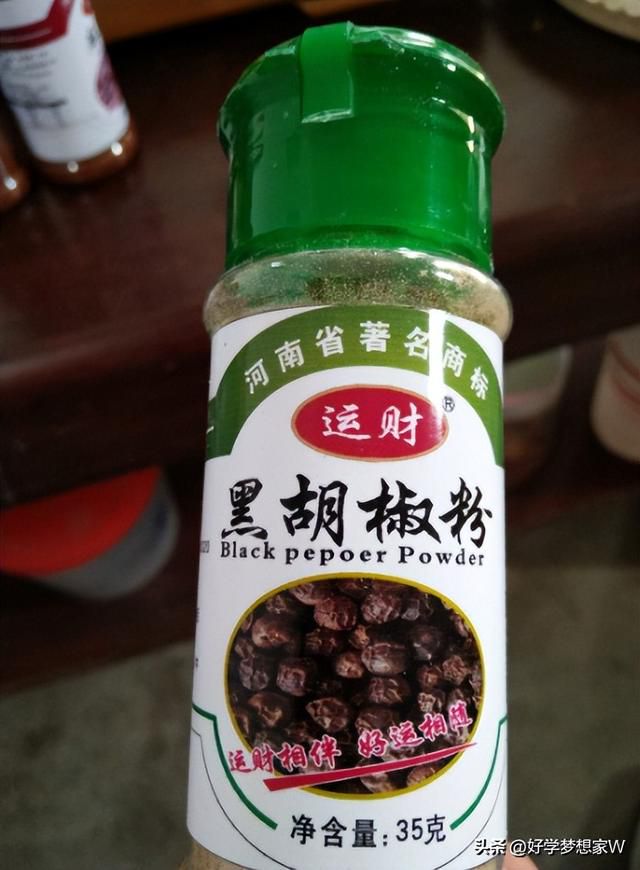 河南省著名商标
运财®
黑胡椒粉
Black pepoer Powder
运财相伴 好运相随
净含量:35克
头条 @好学梦想家W